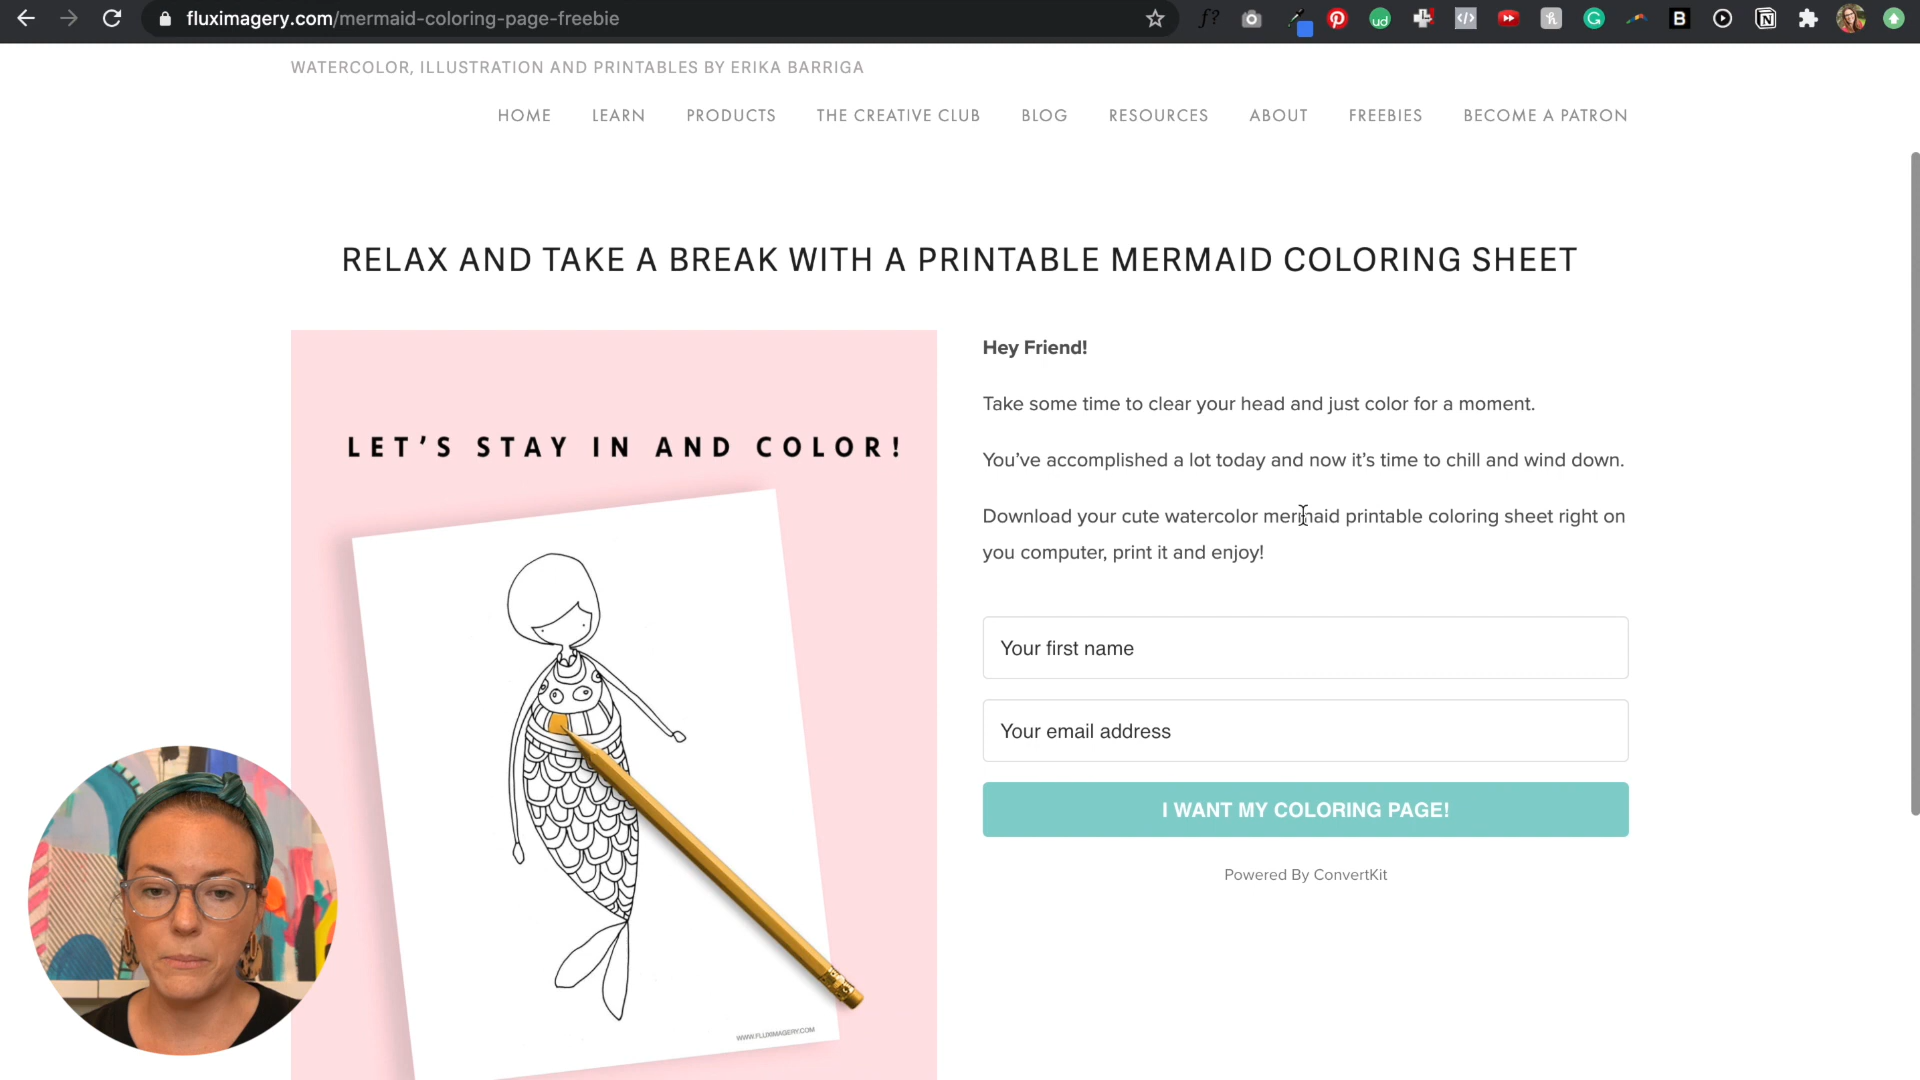 fluximagery.com/mermaid-coloring-page-freebie
WATERCOLOR, ILLUSTRATION AND PRINTABLES BY ERIKA BARRIGA
HOME LEARN PRODUCTS THE CREATIVE CLUB BLOG RESOURCES ABOUT FREEBIES BECOME A PATRON
RELAX AND TAKE A BREAK WITH A PRINTABLE MERMAID COLORING SHEET
LET'S STAY IN AND COLOR!
WWW.FLUXIMAGERY.COM
Hey Friend!
Take some time to clear your head and just color for a moment.
You've accomplished a lot today and now it's time to chill and wind down.
Download your cute watercolor mermaid printable coloring sheet right on
you computer, print it and enjoy!
Your first name
Your email address
I WANT MY COLORING PAGE!
Powered By ConvertKit